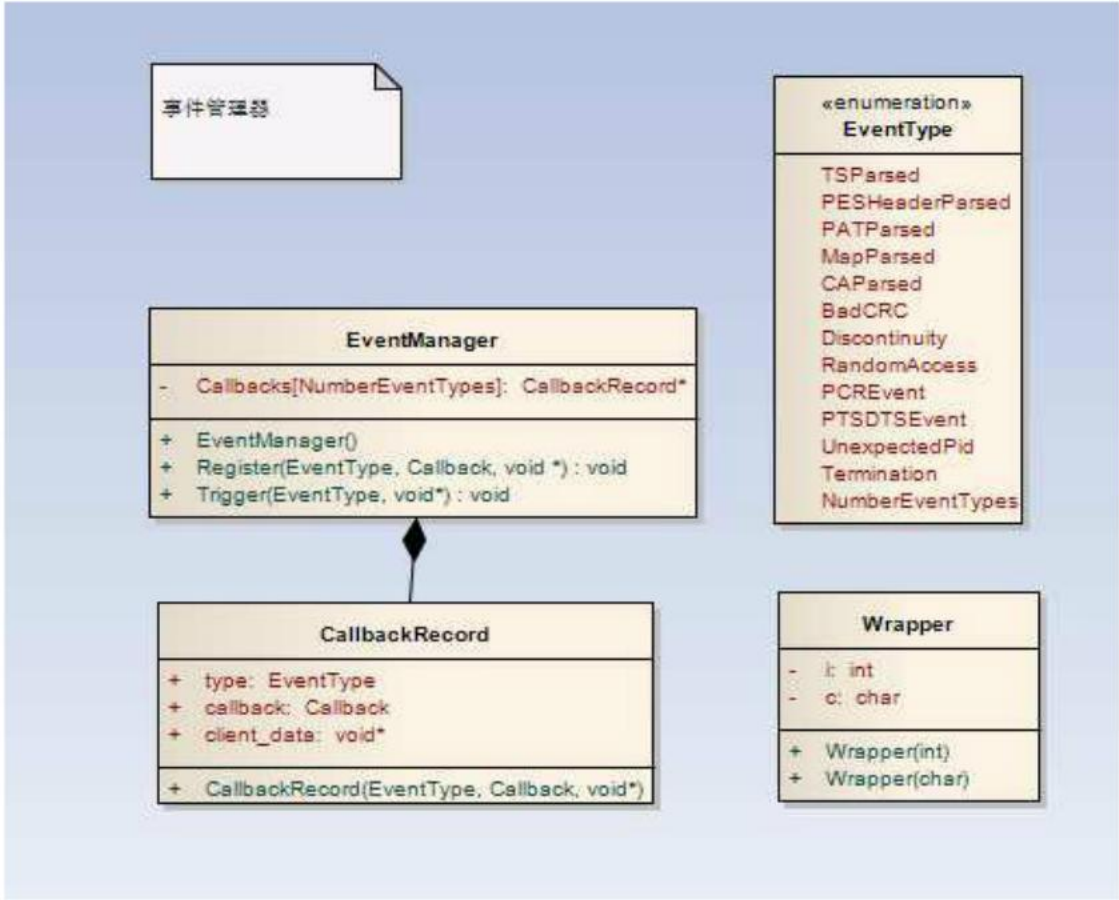 事件管理器
«enumeration»
EventType
TSParsed
PESHeaderParsed
PATParsed
MapParsed
CAParsed
BadCRC
Discontinuity
RandomAccess
PCREvent
PTSDTSEvent
UnexpectedPid
Termination
NumberEventTypes
EventManager
- Callbacks[NumberEventTypes]: CallbackRecord*
+ EventManager()
+ Register(EventType, Callback, void *) : void
+ Trigger(EventType, void*) : void
CallbackRecord
+ type: EventType
+ callback: Callback
+ client_data: void*
+ CallbackRecord(EventType, Callback, void*)
Wrapper
- i: int
- c: char
+ Wrapper(int)
+ Wrapper(char)